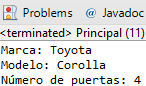 Problems @ Javadoc
<terminated> Principal (11)
Marca: Toyota
Modelo: Corolla
Número de puertas: 4